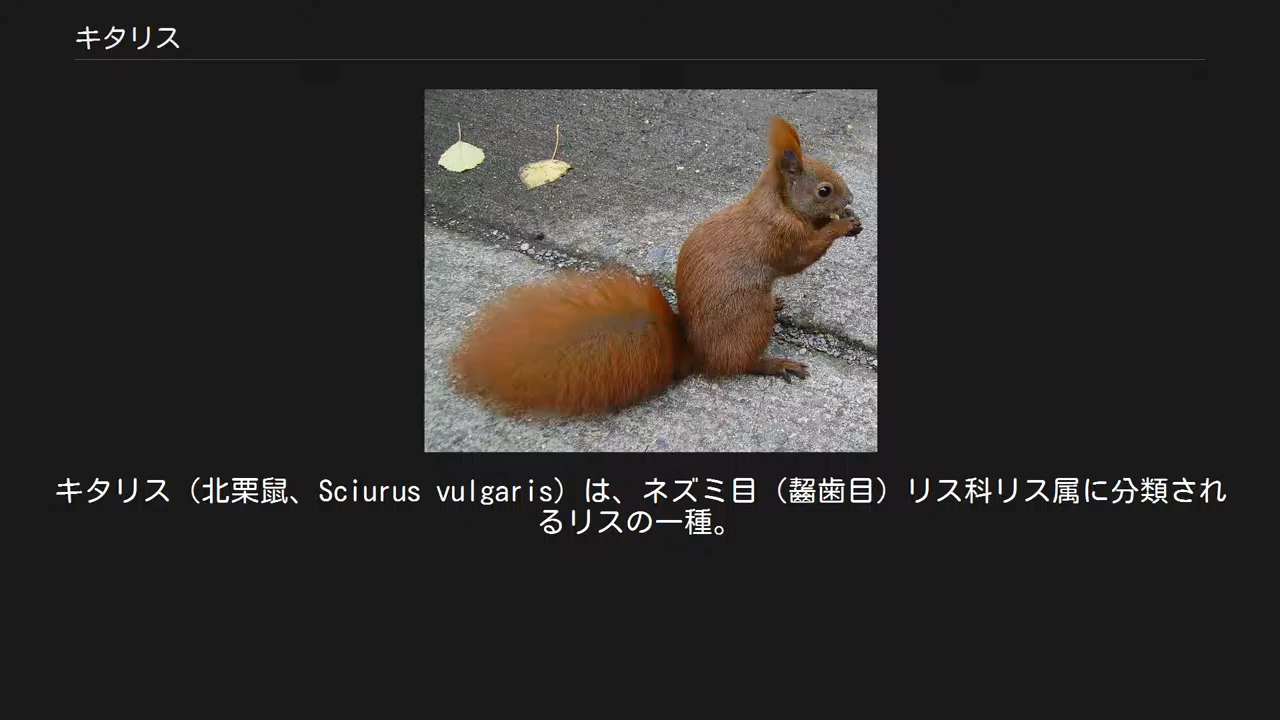 キタリス
キタリス（北栗鼠、Sciurus vulgaris）は、ネズミ目（齧歯目）リス科リス属に分類され
るリスの一種。